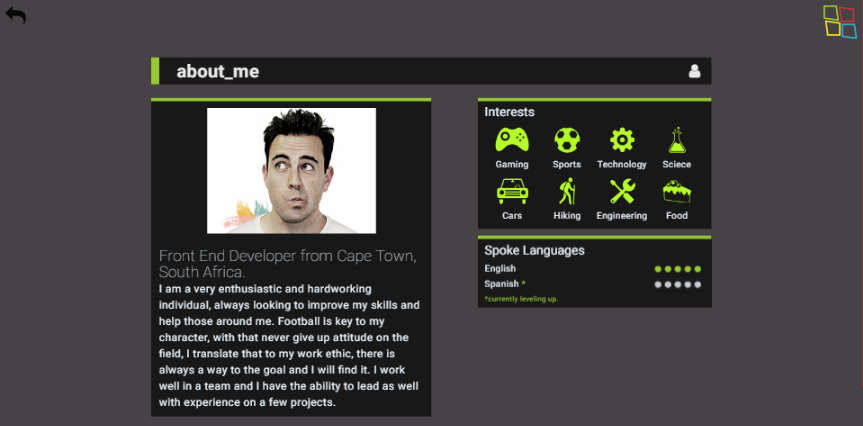 about_me
Front End Developer from Cape Town,
South Africa.
I am a very enthusiastic and hardworking
individual, always looking to improve my skills and
help those around me. Football is key to my
character, with that never give up attitude on the
field, I translate that to my work ethic, there is
always a way to the goal and I will find it. I work
well in a team and I have the ability to lead as well
with experience on a few projects.
Interests
Gaming Sports Technology Sciece
Cars Hiking Engineering Food
Spoke Languages
English
Spanish *
*currently leveling up.